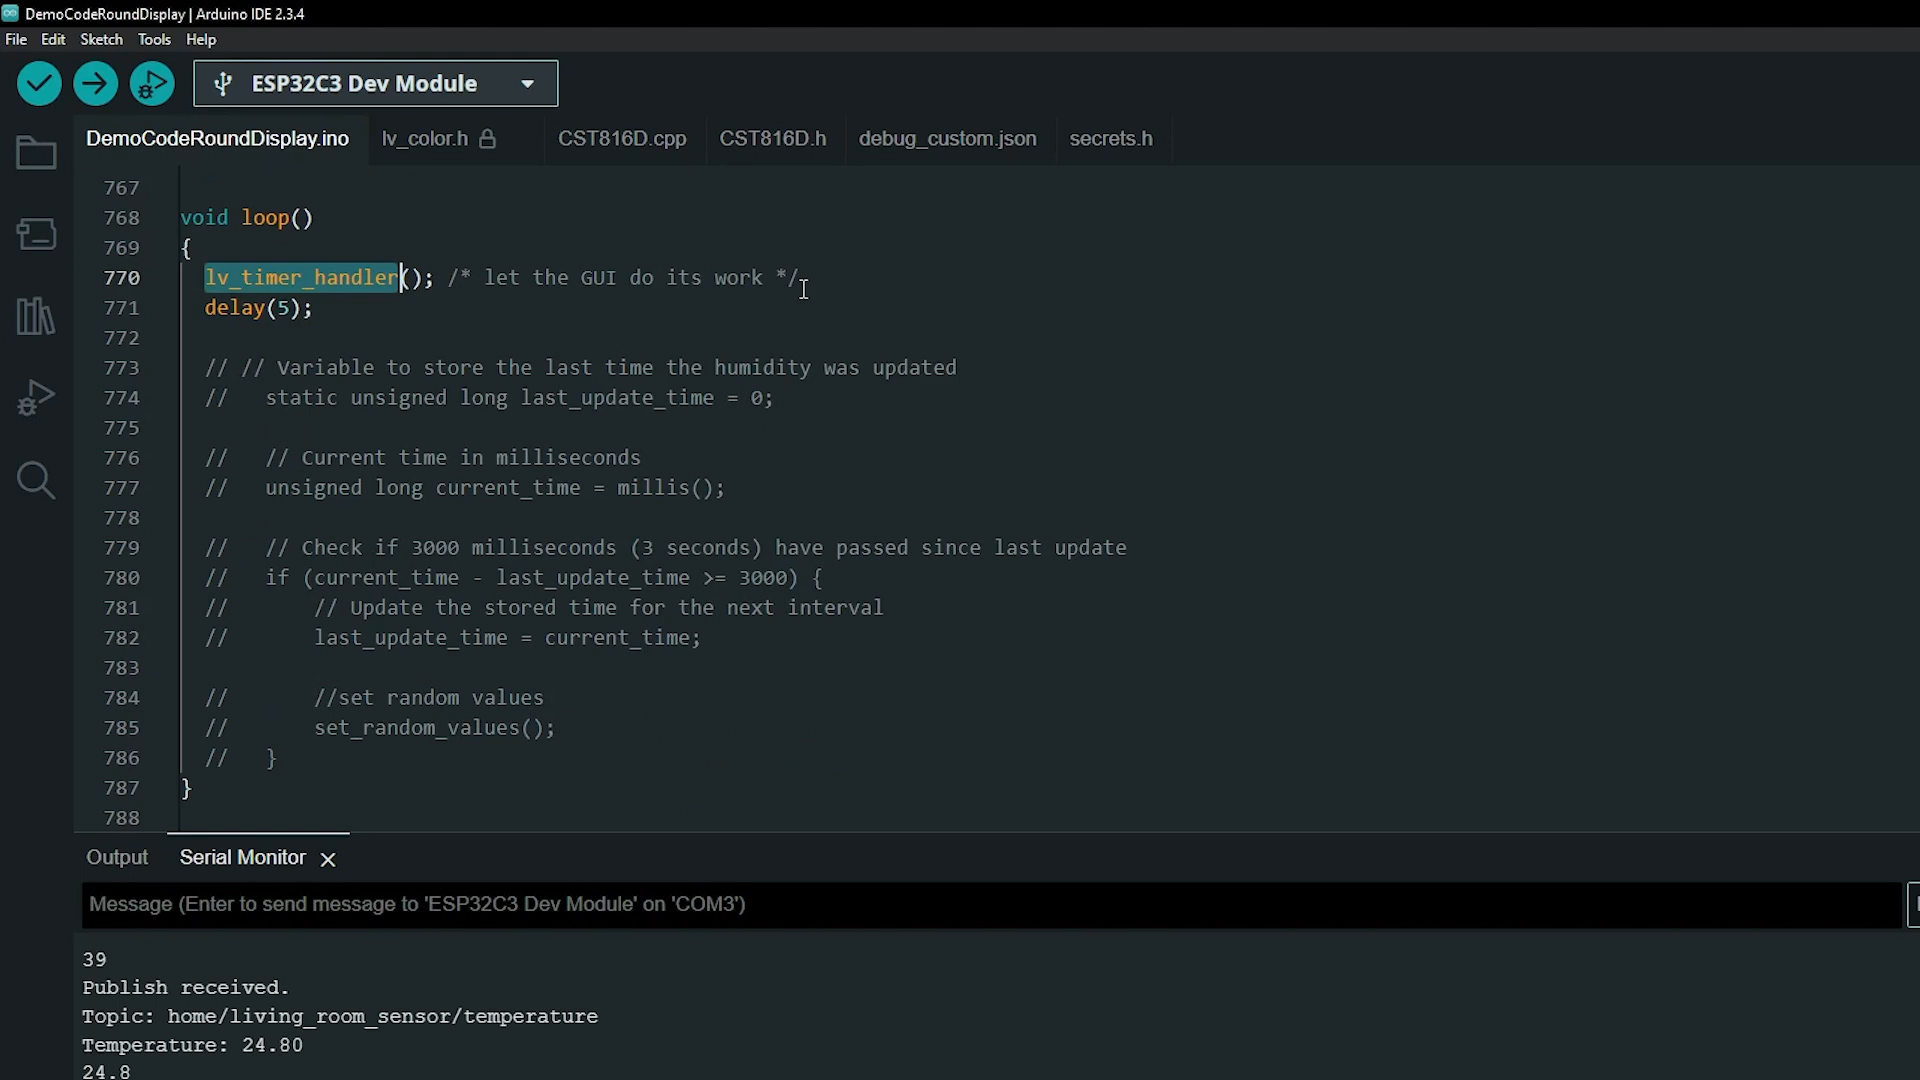 DemoCodeRoundDisplay | Arduino IDE 2.3.4
File Edit Sketch Tools Help
ESP32C3 Dev Module
DemoCodeRoundDisplay.ino lv_color.h CST816D.cpp CST816D.h debug_custom.json secrets.h
767
768 void loop()
769 {
770 lv_timer_handler(); /* let the GUI do its work */
771 delay(5);
772
773 // // Variable to store the last time the humidity was updated
774 // static unsigned long last_update_time = 0;
775
776 // // Current time in milliseconds
777 // unsigned long current_time = millis();
778
779 // // Check if 3000 milliseconds (3 seconds) have passed since last update
780 // if (current_time - last_update_time >= 3000) {
781 // // Update the stored time for the next interval
782 // last_update_time = current_time;
783
784 // //set random values
785 // set_random_values();
786 // }
787 }
788
Output Serial Monitor
Message (Enter to send message to 'ESP32C3 Dev Module' on 'COM3')
39
Publish received.
Topic: home/living_room_sensor/temperature
Temperature: 24.80
24.8